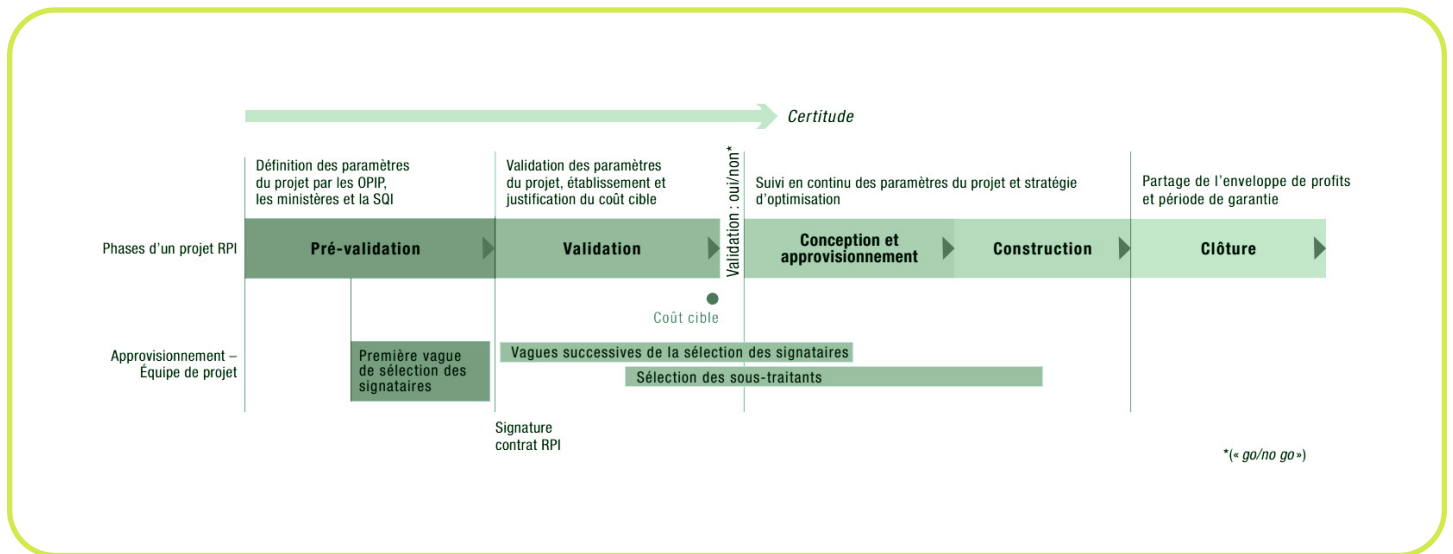 Certitude
Définition des paramètres
du projet par les OPIP,
les ministères et la SQI
Validation des paramètres
du projet, établissement et
justification du coût cible
Validation : oui/non*
Suivi en continu des paramètres du projet et stratégie
d'optimisation
Partage de l'enveloppe de profits
et période de garantie
Phases d'un projet RPI
Pré-validation
Validation
Conception et
approvisionnement
Construction
Clôture
Coût cible
Approvisionnement –
Équipe de projet
Première vague
de sélection des
signataires
Vagues successives de la sélection des signataires
Sélection des sous-traitants
Signature
contrat RPI
*(« go/no go »)